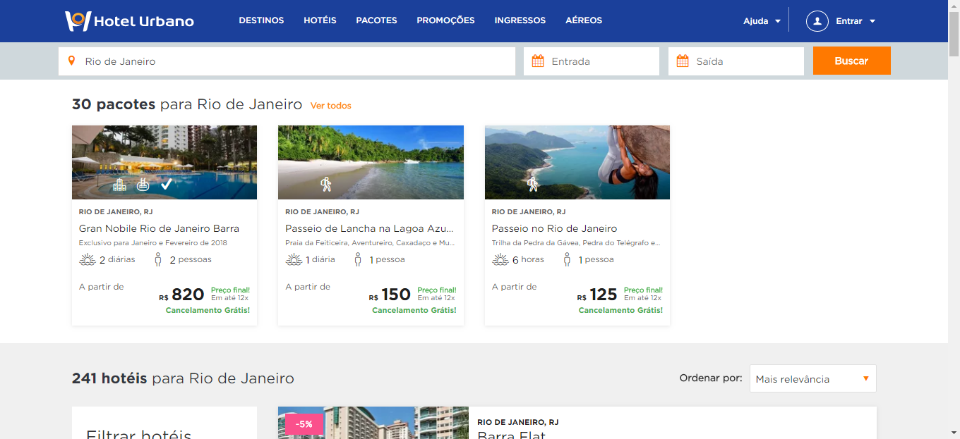 Hotel Urbano
DESTINOS HOTÉIS PACOTES PROMOÇÕES INGRESSOS AÉREOS
Ajuda Entrar
Rio de Janeiro
Entrada
Saída
Buscar
30 pacotes para Rio de Janeiro Ver todos
RIO DE JANEIRO, RJ
Gran Nobile Rio de Janeiro Barra
Exclusivo para Janeiro e Fevereiro de 2018
2 diárias 2 pessoas
A partir de
R$ 820 Preço final!
Em até 12x
Cancelamento Grátis!
RIO DE JANEIRO, RJ
Passeio de Lancha na Lagoa Azu...
Praia da Feiticeira, Aventureiro, Caxadaço e Mu...
1 diária 1 pessoa
A partir de
R$ 150 Preço final!
Em até 12x
Cancelamento Grátis!
RIO DE JANEIRO, RJ
Passeio no Rio de Janeiro
Trilha da Pedra da Gávea, Pedra do Telégrafo e...
6 horas 1 pessoa
A partir de
R$ 125 Preço final!
Em até 12x
Cancelamento Grátis!
241 hotéis para Rio de Janeiro
Ordenar por: Mais relevância
Filtrar hotéis
-5%
RIO DE JANEIRO, RJ
Barra Flat